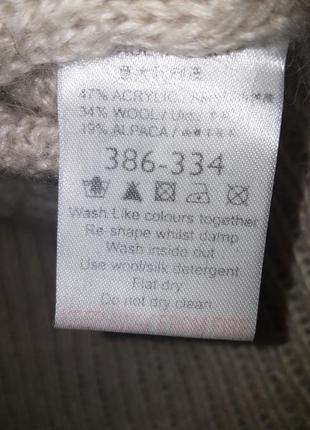 47% ACRYLIC /
34% WOOL /
19% ALPACA /
386-334
Wash Like colours together
Re-shape whilst damp
Wash inside out
Use wool/silk detergent
Flat dry
Do not dry clean